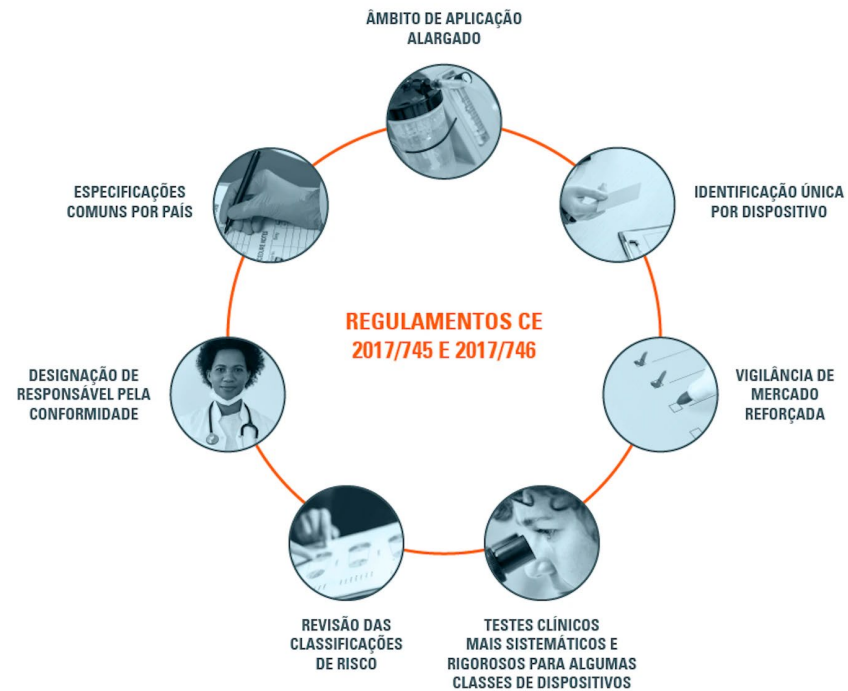 ÂMBITO DE APLICAÇÃO
ALARGADO
IDENTIFICAÇÃO ÚNICA
POR DISPOSITIVO
VIGILÂNCIA DE
MERCADO
REFORÇADA
TESTES CLÍNICOS
MAIS SISTEMÁTICOS E
RIGOROSOS PARA ALGUMAS
CLASSES DE DISPOSITIVOS
REVISÃO DAS
CLASSIFICAÇÕES
DE RISCO
DESIGNAÇÃO DE
RESPONSÁVEL PELA
CONFORMIDADE
ESPECIFICAÇÕES
COMUNS POR PAÍS
REGULAMENTOS CE
2017/745 E 2017/746